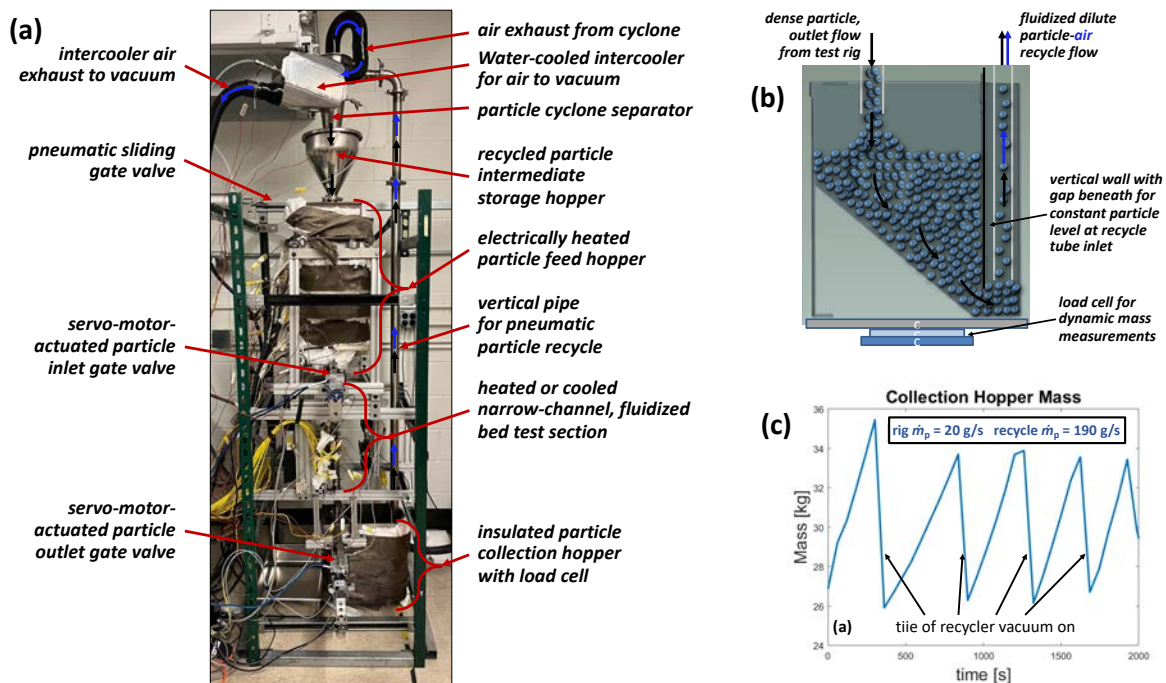 (a)
intercooler air
exhaust to vacuum
pneumatic sliding
gate valve
servo-motor-
actuated particle
inlet gate valve
servo-motor-
actuated particle
outlet gate valve
air exhaust from cyclone
Water-cooled intercooler
for air to vacuum
particle cyclone separator
recycled particle
intermediate
storage hopper
electrically heated
particle feed hopper
vertical pipe
for pneumatic
particle recycle
heated or cooled
narrow-channel, fluidized
bed test section
insulated particle
collection hopper
with load cell
dense particle,
outlet flow
from test rig
fluidized dilute
particle-air
recycle flow
(b)
vertical wall with
gap beneath for
constant particle
level at recycle
tube inlet
load cell for
dynamic mass
measurements
C
C
C
(c)
Collection Hopper Mass
rig ṁp = 20 g/s recycle ṁp = 190 g/s
Mass [kg]
36
34
32
30
28
26
24
(a)
tiie of recycler vacuum on
0 500 1000 1500 2000
time [s]